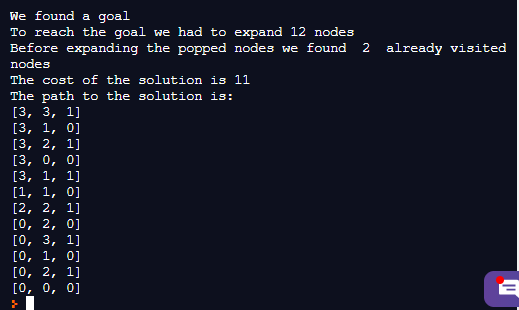 We found a goal
To reach the goal we had to expand 12 nodes
Before expanding the popped nodes we found  2  already visited
nodes
The cost of the solution is 11
The path to the solution is:
[3, 3, 1]
[3, 1, 0]
[3, 2, 1]
[3, 0, 0]
[3, 1, 1]
[1, 1, 0]
[2, 2, 1]
[0, 2, 0]
[0, 3, 1]
[0, 1, 0]
[0, 2, 1]
[0, 0, 0]